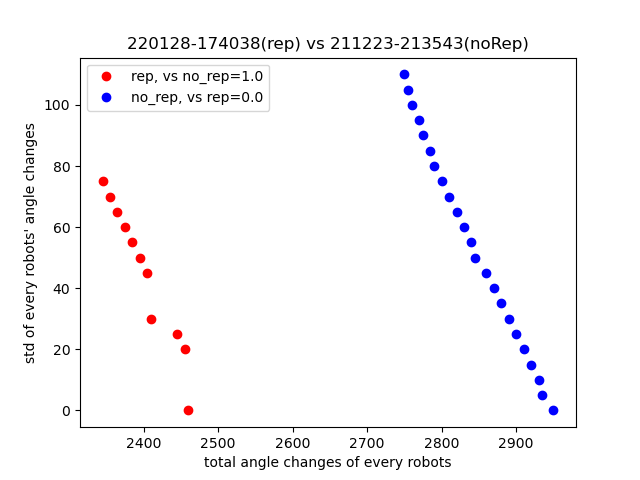 220128-174038(rep) vs 211223-213543(noRep)
rep, vs no_rep=1.0
no_rep, vs rep=0.0
std of every robots' angle changes
100
80
60
40
20
0
2400 2500 2600 2700 2800 2900
total angle changes of every robots